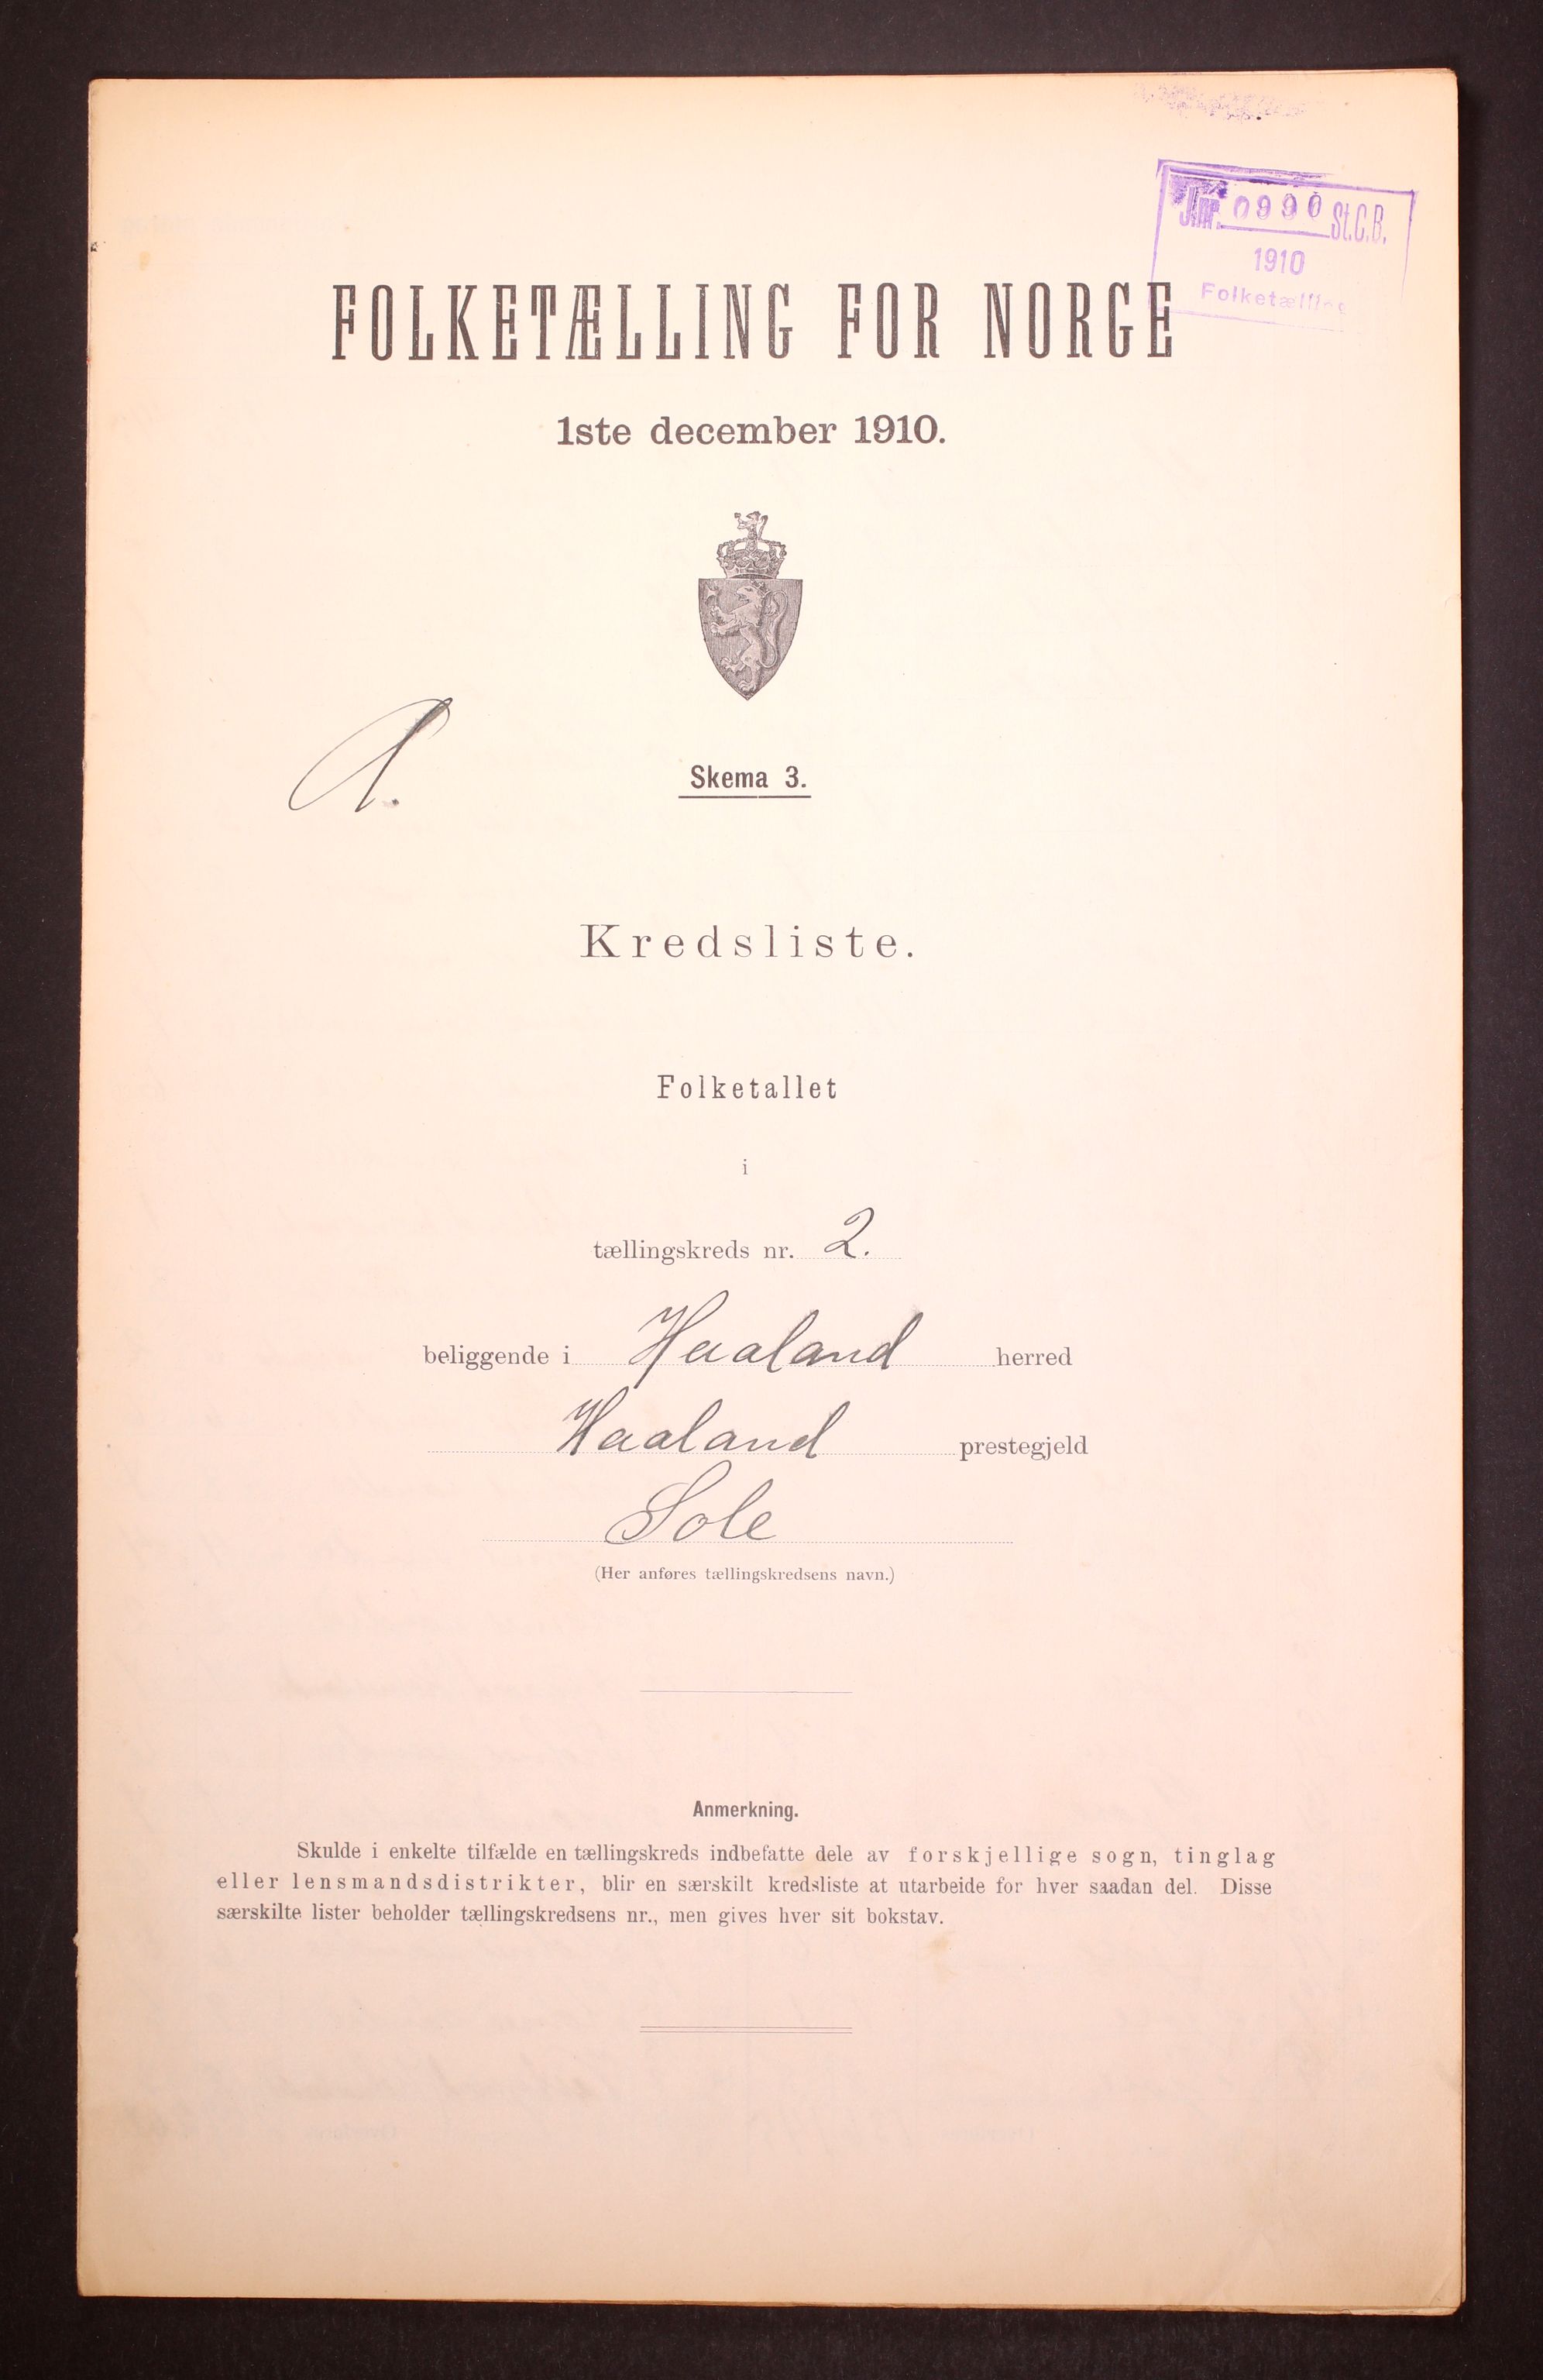 Jnr. 0990 St.C.B.
1910
Folketælling
FOLKETÆLLING FOR NORGE
1ste december 1910.
A.
Skema 3.
Kredsliste.
Folketallet
i
tællingskreds nr. 2.
beliggende i Haaland herred
Haaland prestegjeld
Sole
(Her anføres tællingskredsens navn.)
Anmerkning.
Skulde i enkelte tilfælde en tællingskreds indbefatte dele av forskjellige sogn, tinglag
eller lensmandsdistrikter, blir en særskilt kredsliste at utarbeide for hver saadan del. Disse
særskilte lister beholder tællingskredsens nr., men gives hver sit bokstav.